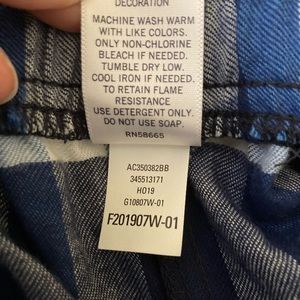 DECORATION
MACHINE WASH WARM
WITH LIKE COLORS.
ONLY NON-CHLORINE
BLEACH IF NEEDED.
TUMBLE DRY LOW.
COOL IRON IF NEEDED.
TO RETAIN FLAME
RESISTANCE
USE DETERGENT ONLY.
DO NOT USE SOAP.
RN58665
AC350382BB
345513171
HO19
G10807W-01
F201907W-01